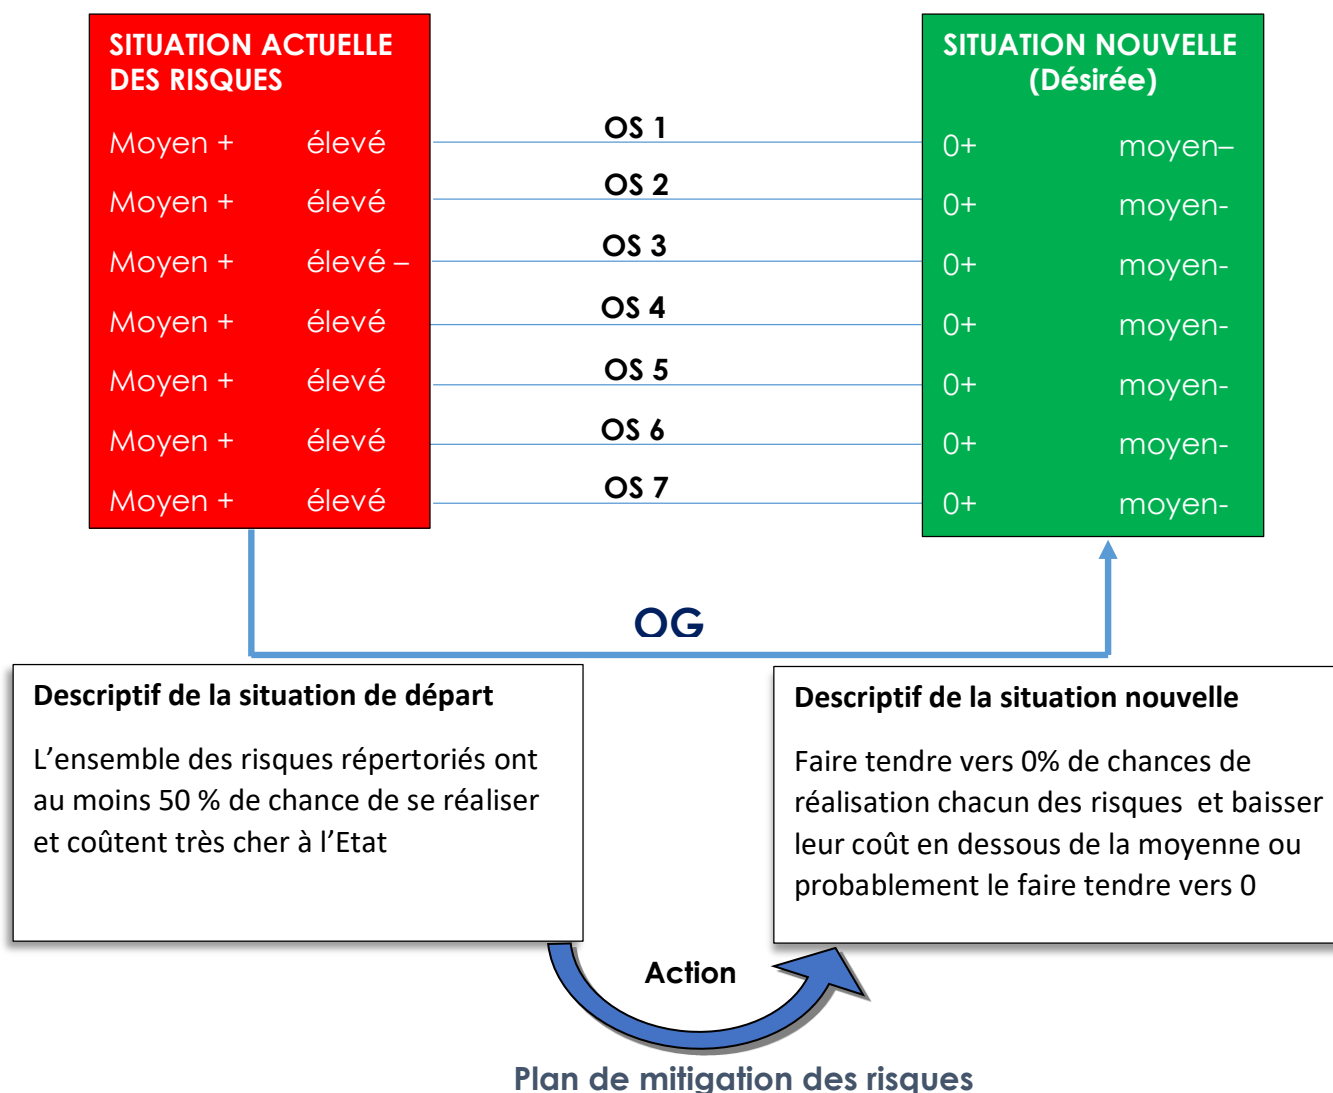 SITUATION ACTUELLE
DES RISQUES
Moyen + élevé
Moyen + élevé
Moyen + élevé –
Moyen + élevé
Moyen + élevé
Moyen + élevé
Moyen + élevé
OS 1
OS 2
OS 3
OS 4
OS 5
OS 6
OS 7
SITUATION NOUVELLE
(Désirée)
0+ moyen–
0+ moyen-
0+ moyen-
0+ moyen-
0+ moyen-
0+ moyen-
0+ moyen-
OG
Descriptif de la situation de départ
L’ensemble des risques répertoriés ont
au moins 50 % de chance de se réaliser
et coûtent très cher à l’Etat
Descriptif de la situation nouvelle
Faire tendre vers 0% de chances de
réalisation chacun des risques et baisser
leur coût en dessous de la moyenne ou
probablement le faire tendre vers 0
Action
Plan de mitigation des risques